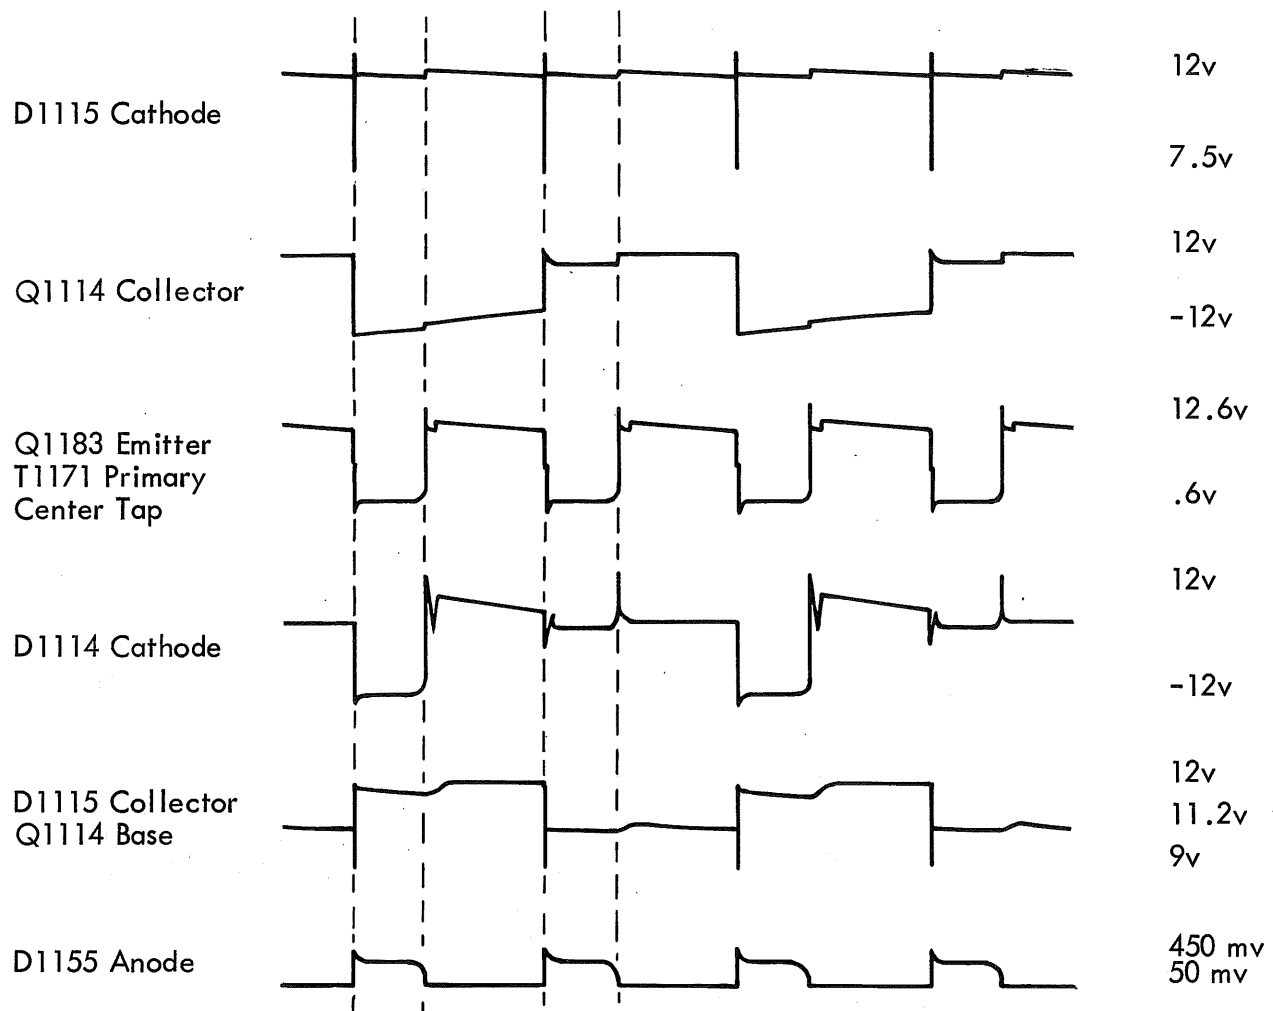 12v
D1115 Cathode
7.5v
12v
Q1114 Collector
-12v
12.6v
Q1183 Emitter
T1171 Primary
Center Tap
.6v
12v
D1114 Cathode
-12v
12v
D1115 Collector
11.2v
Q1114 Base
9v
450 mv
D1155 Anode
50 mv